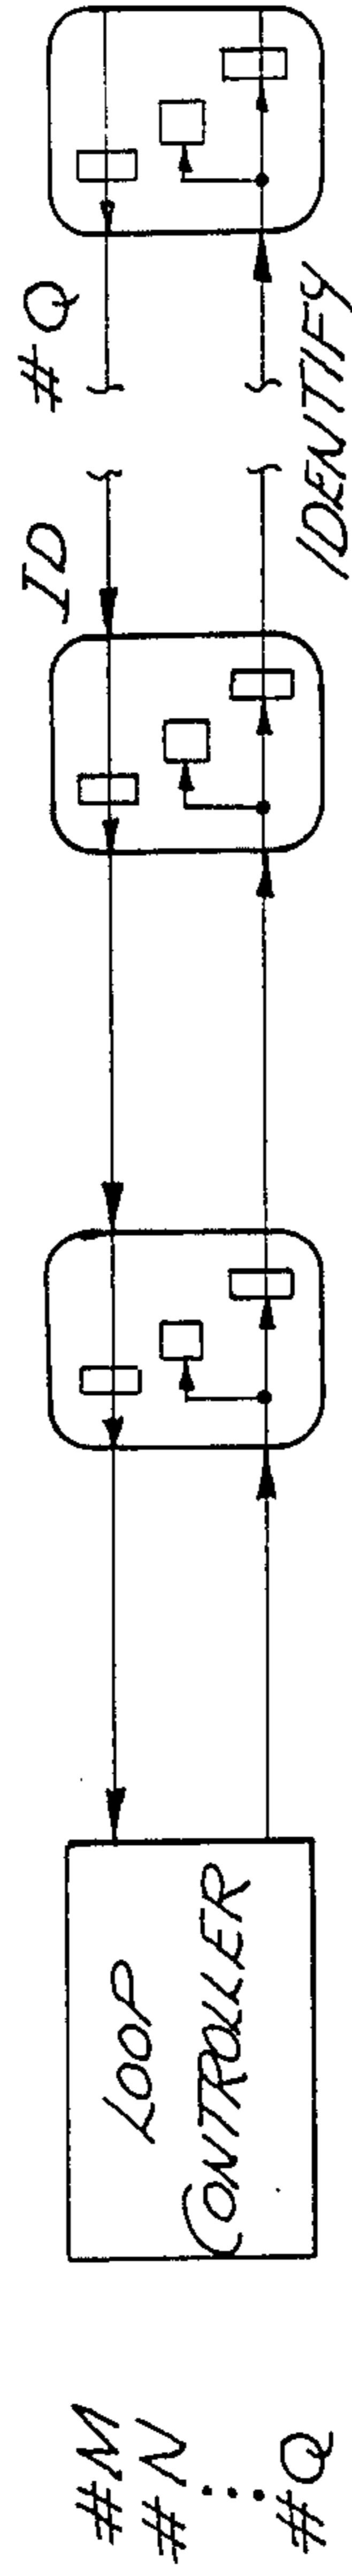 #M
#N
⋮
#Q
LOOP
CONTROLLER
ID #Q
IDENTIFY